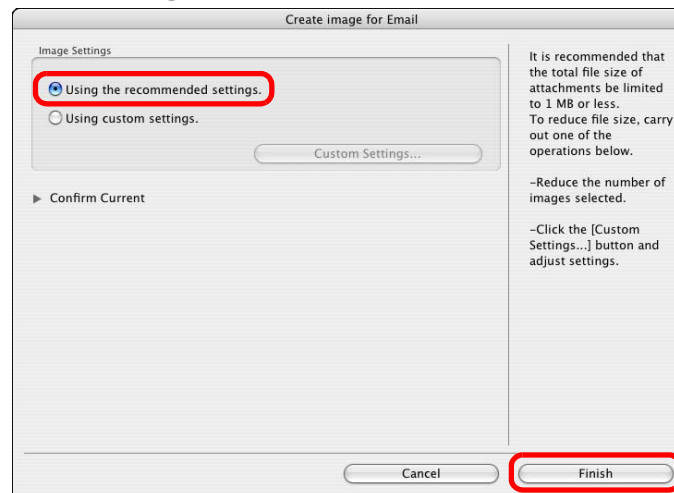 Create image for Email
Image Settings
Using the recommended settings.
Using custom settings.
Custom Settings...
Confirm Current
It is recommended that
the total file size of
attachments be limited
to 1 MB or less.
To reduce file size, carry
out one of the
operations below.
-Reduce the number of
images selected.
-Click the [Custom
Settings...] button and
adjust settings.
Cancel
Finish